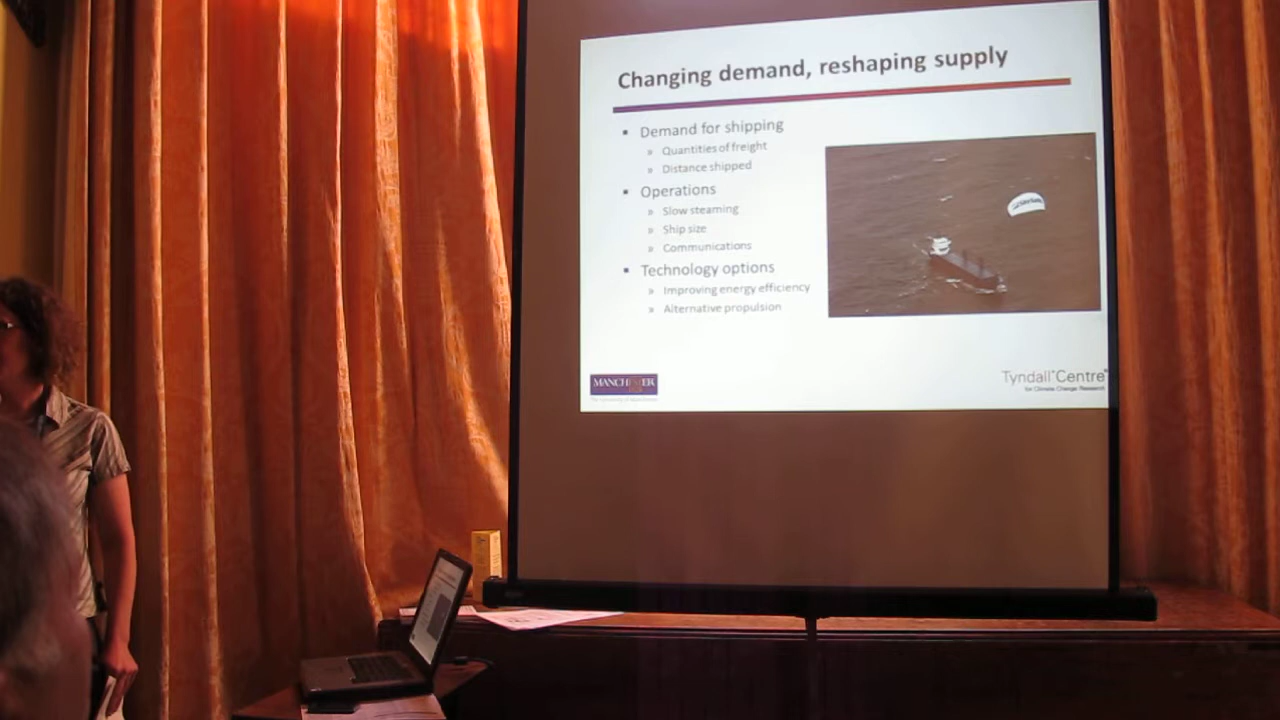 Changing demand, reshaping supply
▪ Demand for shipping
» Quantities of freight
» Distance shipped
▪ Operations
» Slow steaming
» Ship size
» Communications
▪ Technology options
» Improving energy efficiency
» Alternative propulsion
MANCHESTER
Tyndall°Centre
for Climate Change Research